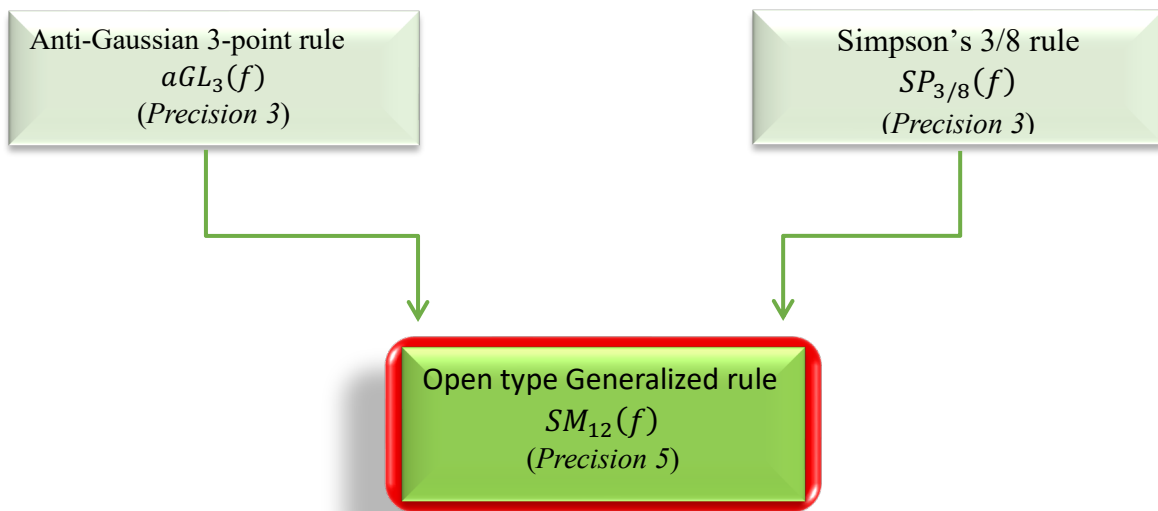 Anti-Gaussian 3-point rule
𝑎𝐺𝐿₃(𝑓)
(Precision 3)
Simpson’s 3/8 rule
𝑆𝑃₃/₈(𝑓)
(Precision 3)
Open type Generalized rule
𝑆𝑀₁₂(𝑓)
(Precision 5)